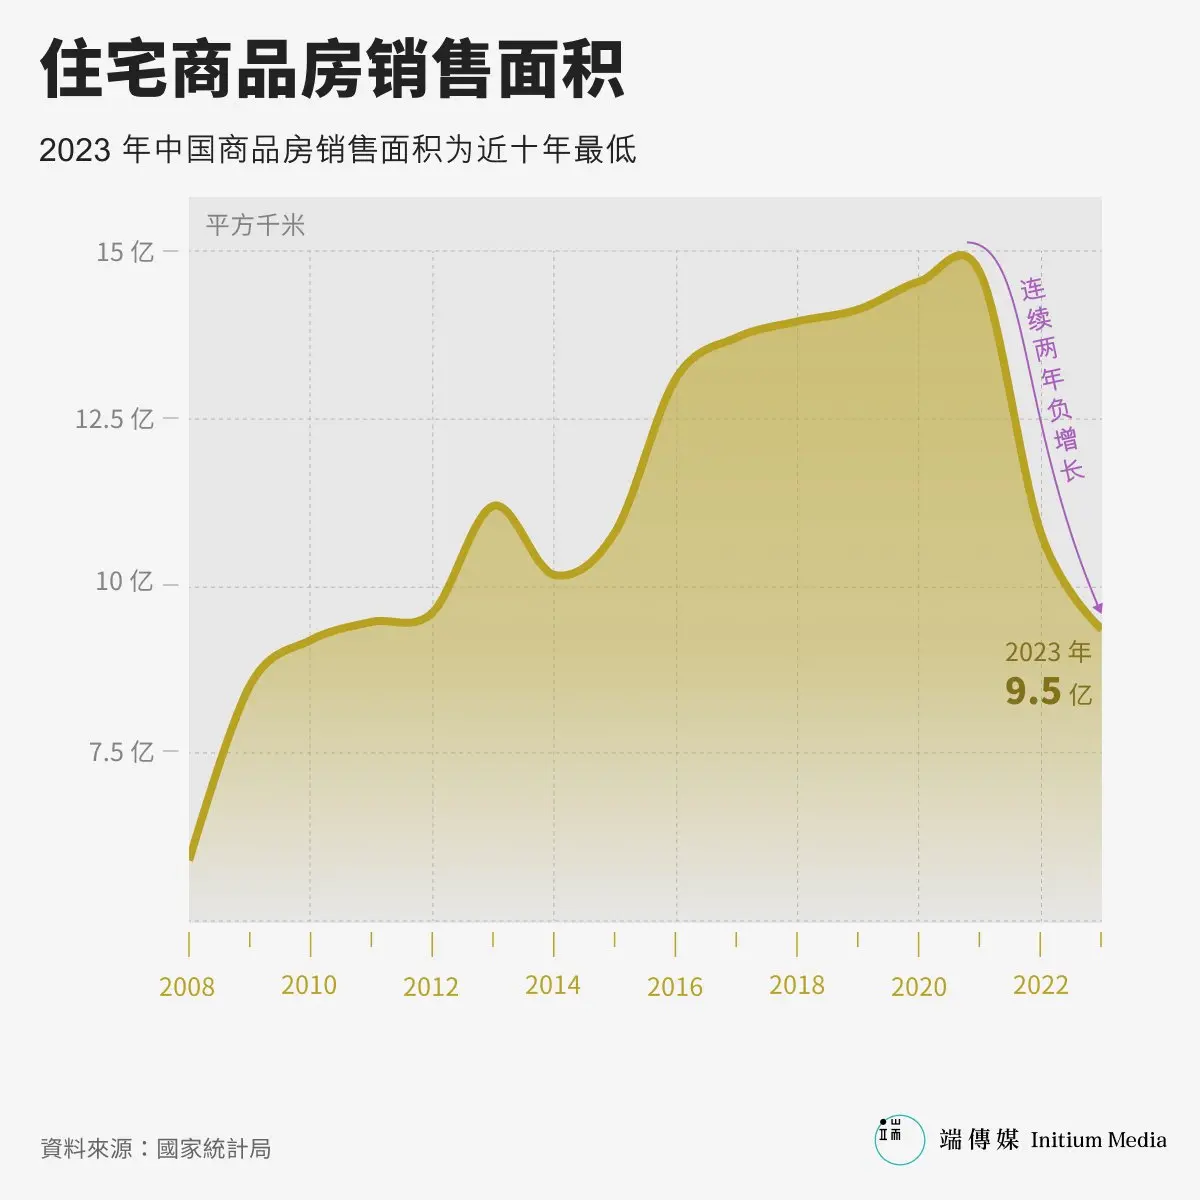 住宅商品房销售面积
2023 年中国商品房销售面积为近十年最低
平方千米
15 亿
12.5 亿
10 亿
7.5 亿
连续两年负增长
2023 年
9.5 亿
2008 2010 2012 2014 2016 2018 2020 2022
資料來源：國家統計局
端傳媒 Initium Media